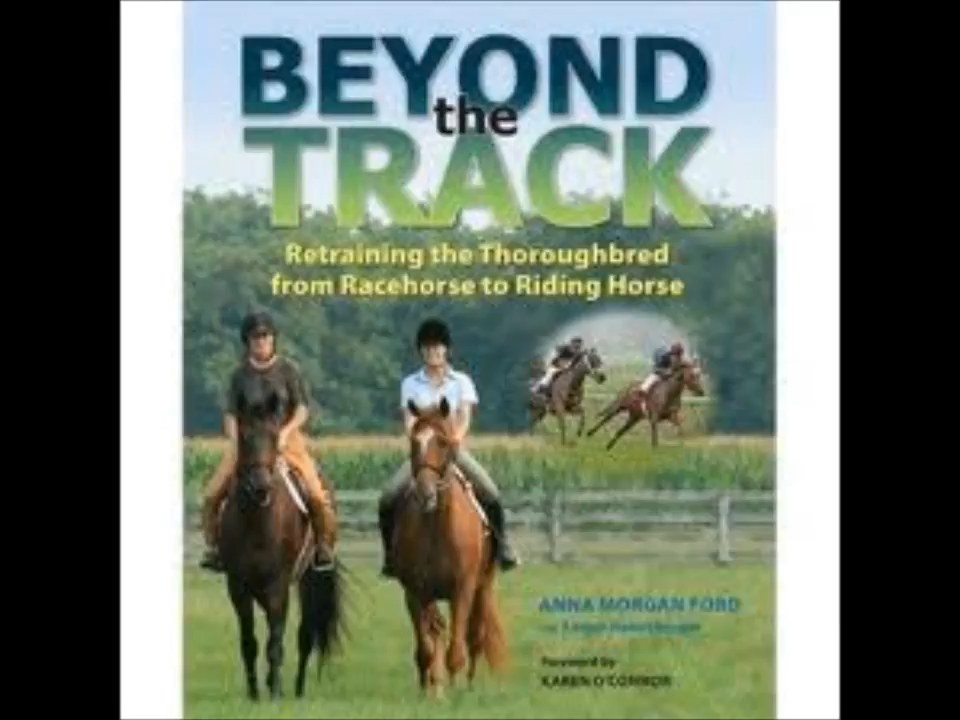 BEYOND
the
TRACK
Retraining the Thoroughbred
from Racehorse to Riding Horse
ANNA MORGAN FORD
Foreword by
KAREN O'CONNOR